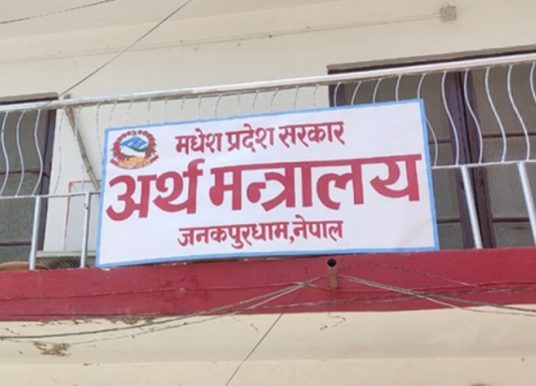 मधेश प्रदेश सरकार
अर्थ मन्त्रालय
जनकपुरधाम,नेपाल